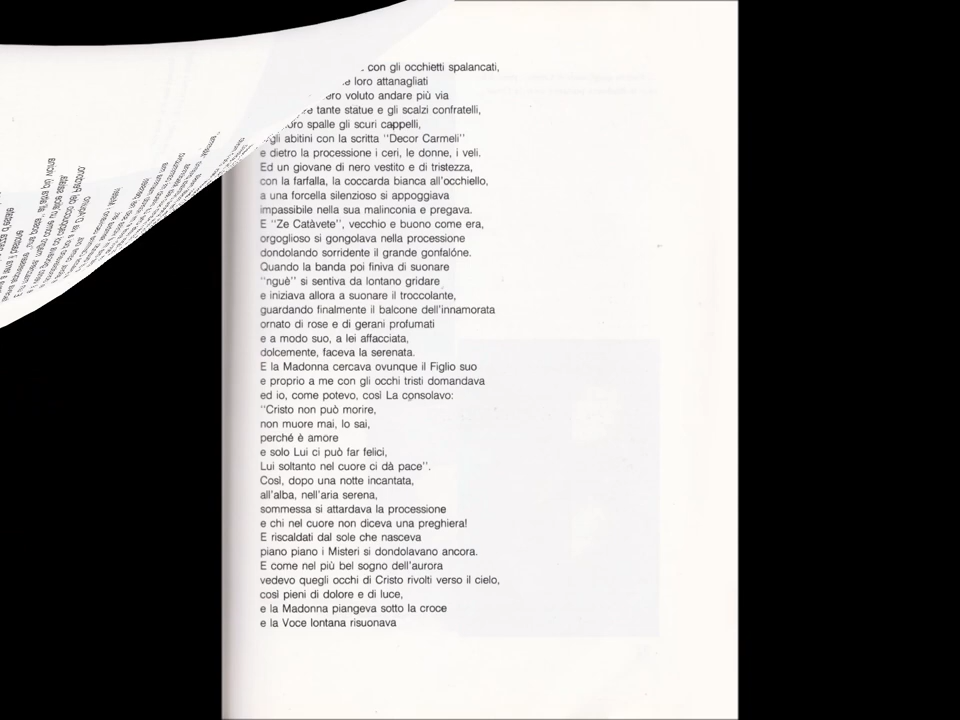 con gli occhietti spalancati,
loro attanagliati
voluto andare più via
tante statue e gli scalzi confratelli,
spalle gli scuri cappelli,
abitini con la scritta "Decor Carmeli"
e dietro la processione i ceri, le donne, i veli.
Ed un giovane di nero vestito e di tristezza,
con la farfalla, la coccarda bianca all'occhiello,
a una forcella silenzioso si appoggiava
impassibile nella sua malinconia e pregava.
E "Ze Catàvete", vecchio e buono come era,
orgoglioso si gongolava nella processione
dondolando sorridente il grande gonfalóne.
Quando la banda poi finiva di suonare
"nguè" si sentiva da lontano gridare
e iniziava allora a suonare il troccolante,
guardando finalmente il balcone dell'innamorata
ornato di rose e di gerani profumati
e a modo suo, a lei affacciata,
dolcemente, faceva la serenata.
E la Madonna cercava ovunque il Figlio suo
e proprio a me con gli occhi tristi domandava
ed io, come potevo, così La consolavo:
"Cristo non può morire,
non muore mai, lo sai,
perché è amore
e solo Lui ci può far felici,
Lui soltanto nel cuore ci dà pace".
Così, dopo una notte incantata,
all'alba, nell'aria serena,
sommessa si attardava la processione
e chi nel cuore non diceva una preghiera!
E riscaldati dal sole che nasceva
piano piano i Misteri si dondolavano ancora.
E come nel più bel sogno dell'aurora
vedevo quegli occhi di Cristo rivolti verso il cielo,
così pieni di dolore e di luce,
e la Madonna piangeva sotto la croce
e la Voce lontana risuonava